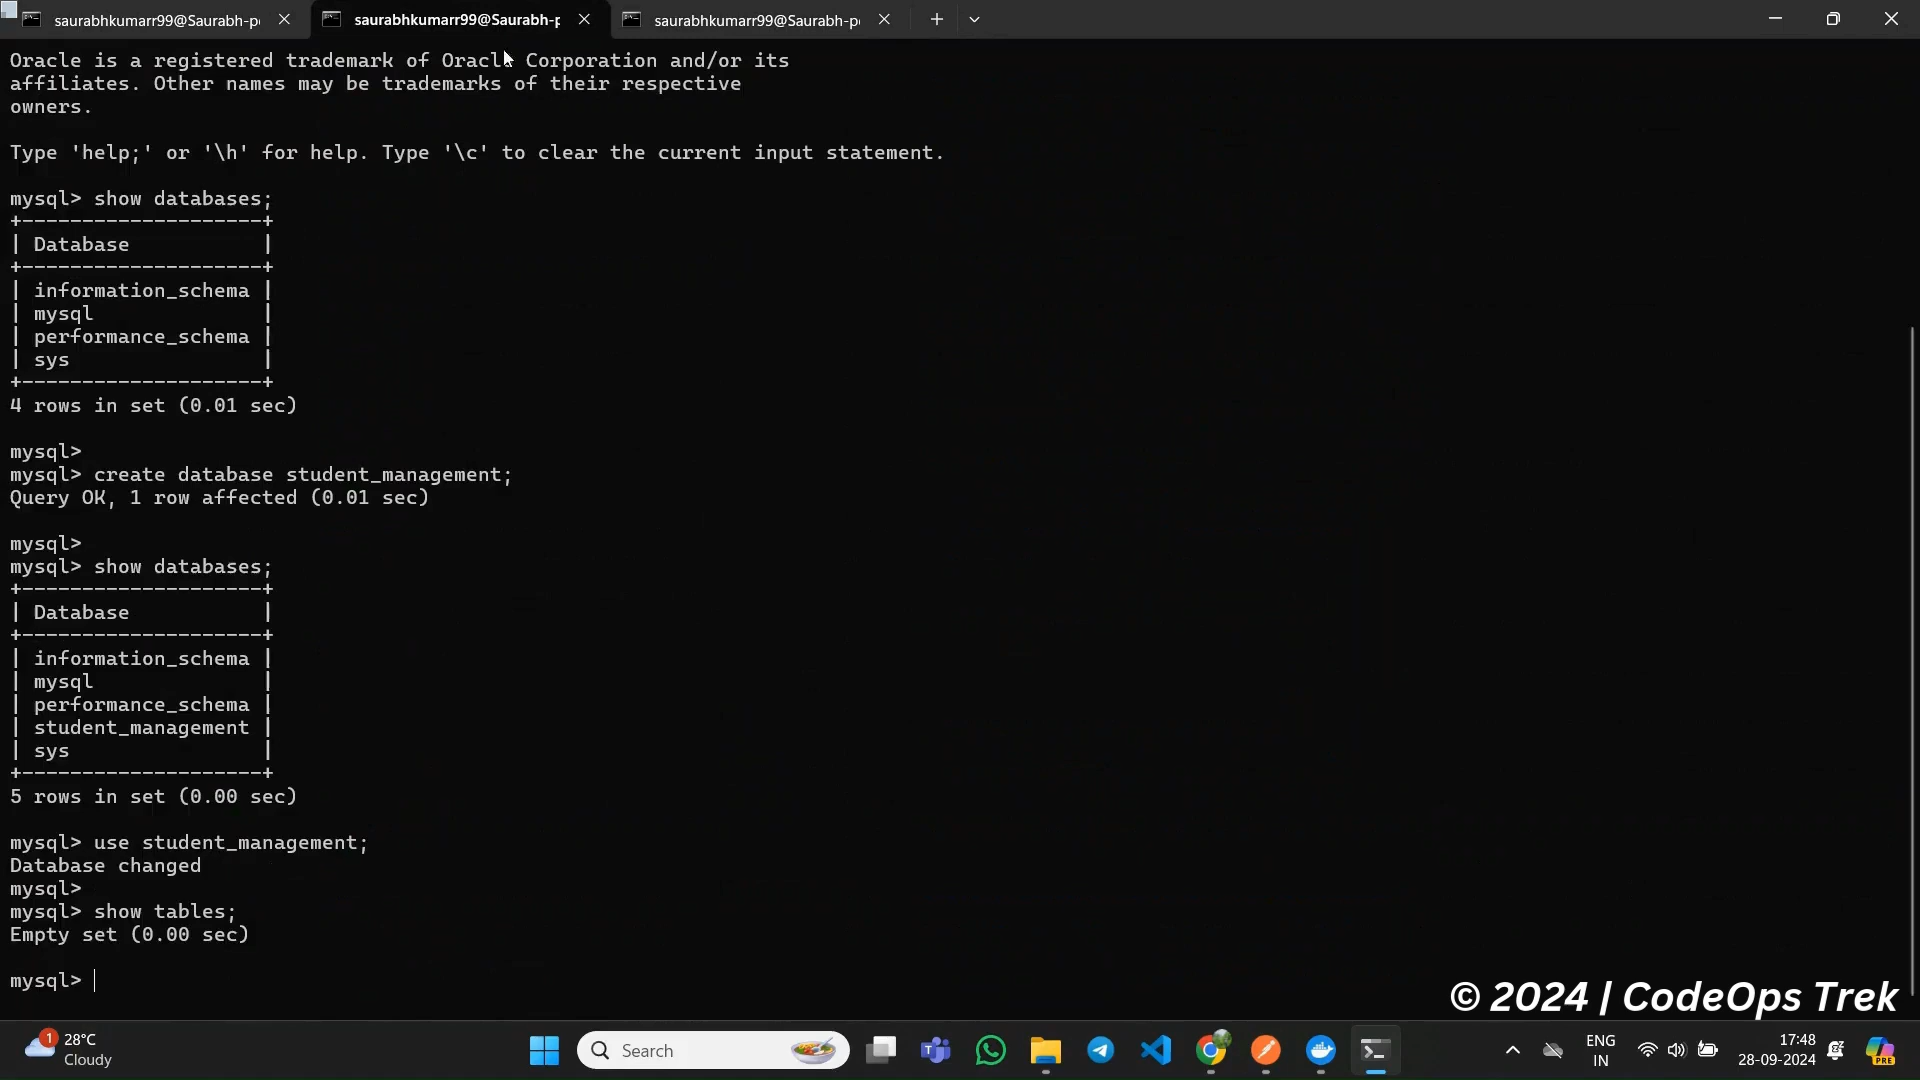 saurabhkumarr99@Saurabh-p
saurabhkumarr99@Saurabh-p
saurabhkumarr99@Saurabh-p
Oracle is a registered trademark of Oracle Corporation and/or its
affiliates. Other names may be trademarks of their respective
owners.
Type 'help;' or '\h' for help. Type '\c' to clear the current input statement.
mysql> show databases;
+--------------------+
| Database           |
+--------------------+
| information_schema |
| mysql              |
| performance_schema |
| sys                |
+--------------------+
4 rows in set (0.01 sec)
mysql>
mysql> create database student_management;
Query OK, 1 row affected (0.01 sec)
mysql>
mysql> show databases;
+--------------------+
| Database           |
+--------------------+
| information_schema |
| mysql              |
| performance_schema |
| student_management |
| sys                |
+--------------------+
5 rows in set (0.00 sec)
mysql> use student_management;
Database changed
mysql>
mysql> show tables;
Empty set (0.00 sec)
mysql>
© 2024 | CodeOps Trek
1
28°C
Cloudy
Search
ENG
IN
17:48
28-09-2024
PRE